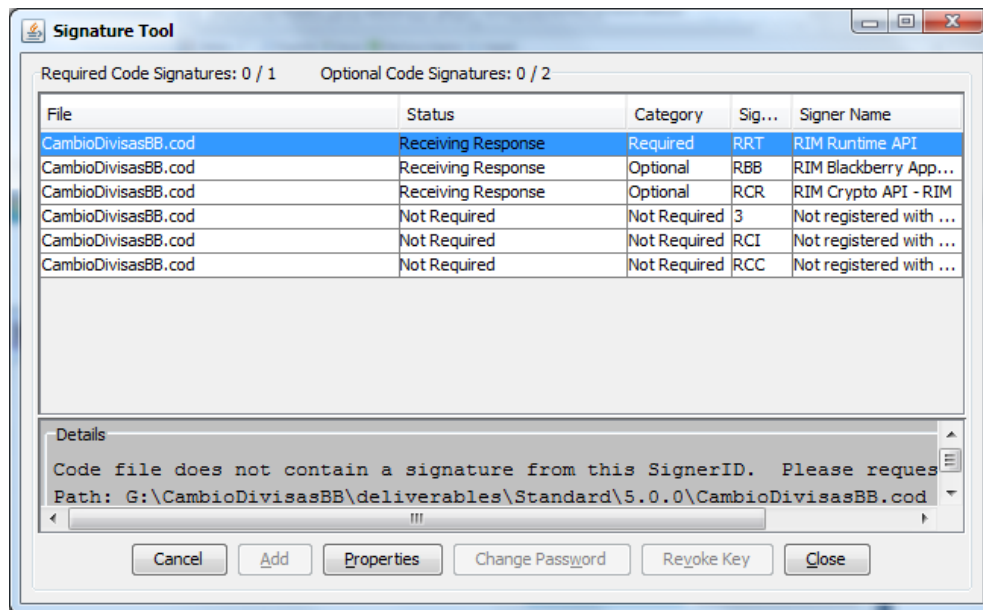 Signature Tool
Required Code Signatures: 0 / 1 Optional Code Signatures: 0 / 2
File Status Category Sig... Signer Name
CambioDivisasBB.cod Receiving Response Required RRT RIM Runtime API
CambioDivisasBB.cod Receiving Response Optional RBB RIM Blackberry App...
CambioDivisasBB.cod Receiving Response Optional RCR RIM Crypto API - RIM
CambioDivisasBB.cod Not Required Not Required 3 Not registered with ...
CambioDivisasBB.cod Not Required Not Required RCI Not registered with ...
CambioDivisasBB.cod Not Required Not Required RCC Not registered with ...
Details
Code file does not contain a signature from this SignerID. Please reques
Path: G:\CambioDivisasBB\deliverables\Standard\5.0.0\CambioDivisasBB.cod
Cancel Add Properties Change Password Revoke Key Close